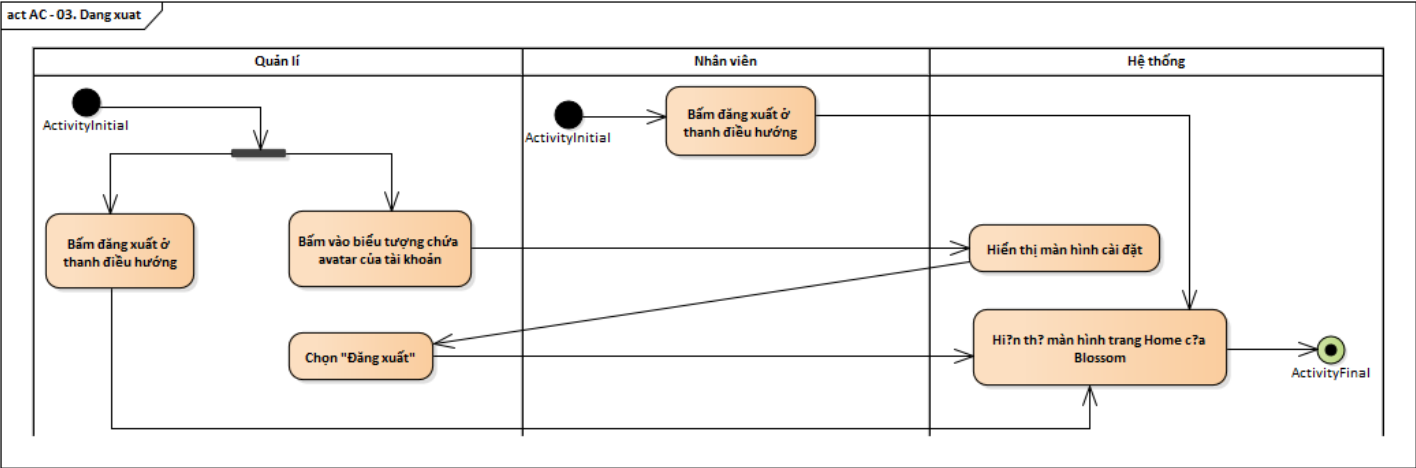 act AC - 03. Dang xuat
Quản lí
Nhân viên
Hệ thống
ActivityInitial
ActivityInitial
Bấm đăng xuất ở
thanh điều hướng
Bấm đăng xuất ở
thanh điều hướng
Bấm vào biểu tượng chứa
avatar của tài khoản
Hiển thị màn hình cài đặt
Chọn "Đăng xuất"
Hi?n th? màn hình trang Home c?a
Blossom
ActivityFinal